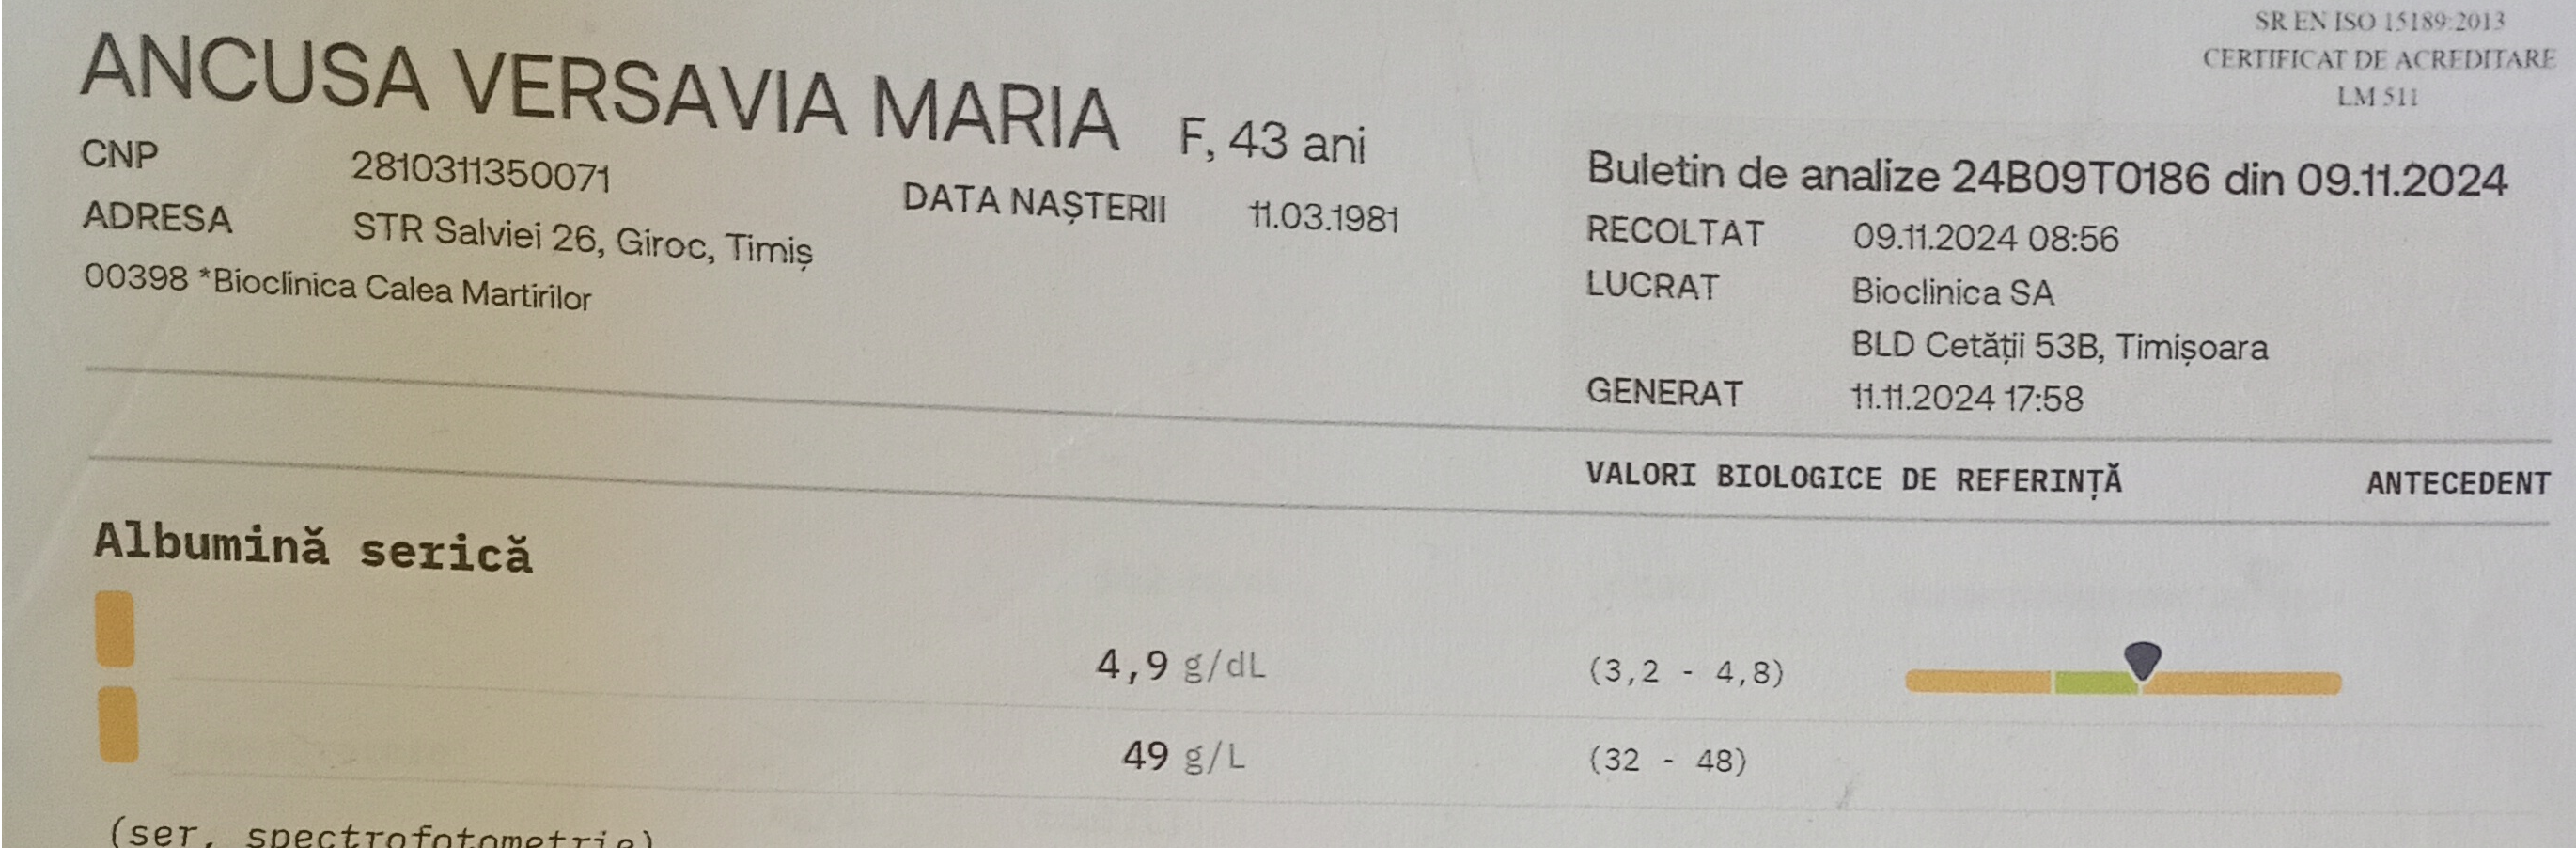 SR EN ISO 15189:2013
CERTIFICAT DE ACREDITARE
LM 511
ANCUSA VERSAVIA MARIA F, 43 ani
CNP 2810311350071
DATA NAȘTERII 11.03.1981
ADRESA STR Salviei 26, Giroc, Timiș
00398 *Bioclinica Calea Martirilor
Buletin de analize 24B09T0186 din 09.11.2024
RECOLTAT 09.11.2024 08:56
LUCRAT Bioclinica SA
BLD Cetății 53B, Timișoara
GENERAT 11.11.2024 17:58
VALORI BIOLOGICE DE REFERINȚĂ ANTECEDENT
Albumină serică
4,9 g/dL (3,2 - 4,8)
49 g/L (32 - 48)
(ser, spectrofotometrie)